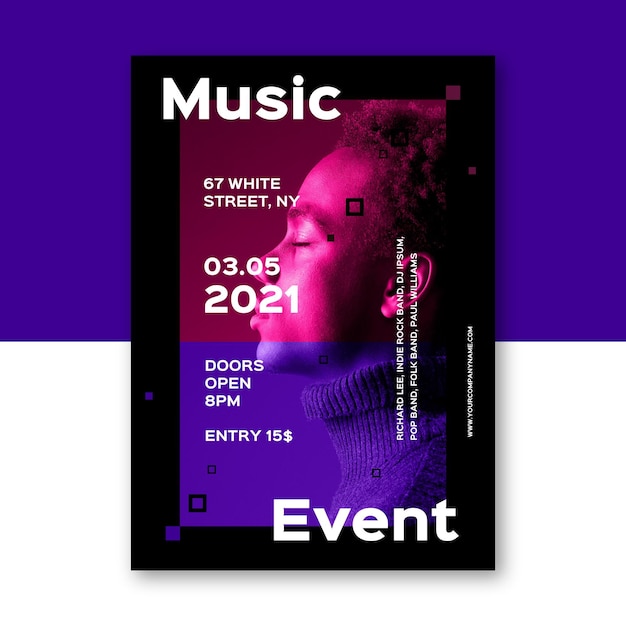 Music
67 WHITE
STREET, NY
03.05
2021
DOORS
OPEN
8PM
ENTRY 15$
RICHARD LEE, INDIE ROCK BAND, DJ IPSUM,
POP BAND, FOLK BAND, PAUL WILLIAMS
WWW.YOURCOMPANYNAME.COM
Event